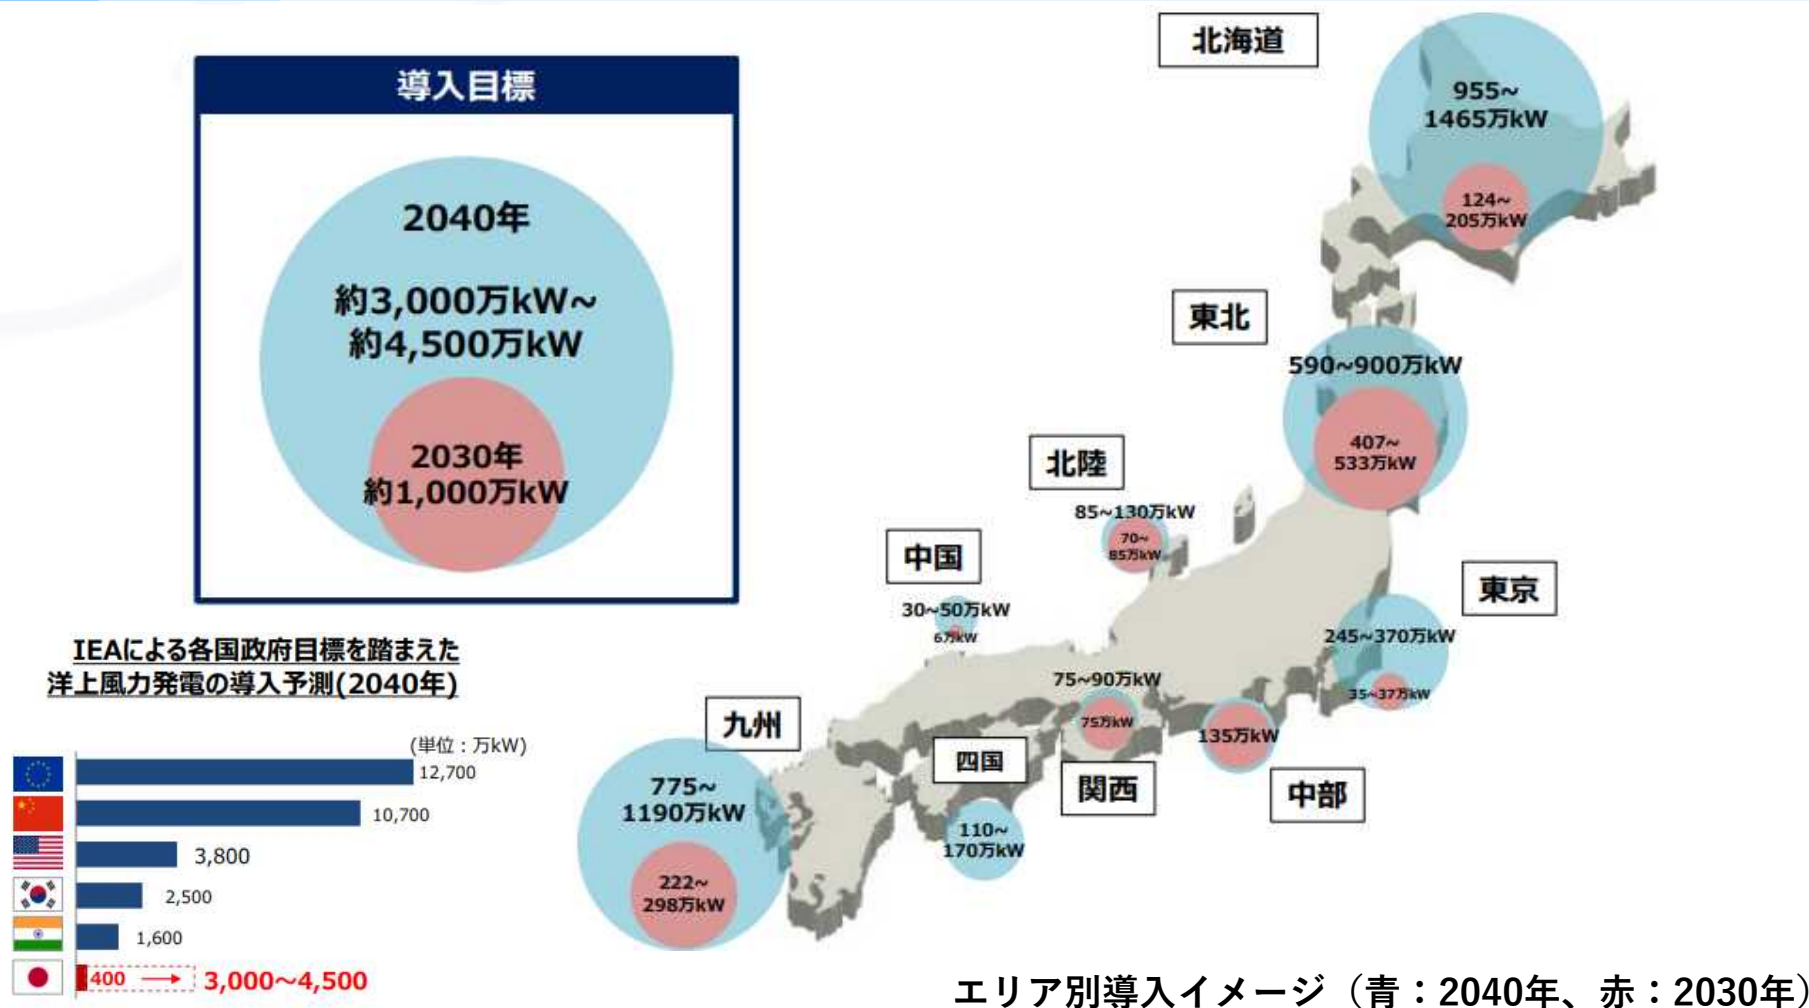 導入目標
2040年
約3,000万kW~
約4,500万kW
2030年
約1,000万kW
IEAによる各国政府目標を踏まえた
洋上風力発電の導入予測(2040年)
(単位：万kW)
12,700
10,700
3,800
2,500
1,600
400
3,000～4,500
北海道
955~
1465万kW
124~
205万kW
東北
590~900万kW
407~
533万kW
北陸
85~130万kW
70~
85万kW
中国
30~50万kW
6万kW
東京
245~370万kW
35~37万kW
75~90万kW
75万kW
関西
135万kW
中部
四国
110~
170万kW
九州
775~
1190万kW
222~
298万kW
エリア別導入イメージ（青：2040年、赤：2030年）